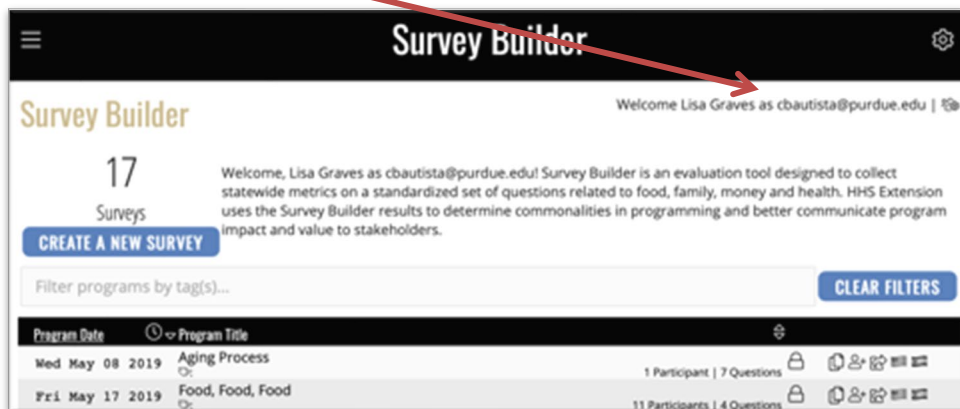 Survey Builder
Survey Builder
Welcome Lisa Graves as cbautista@purdue.edu |
17
Surveys
CREATE A NEW SURVEY
Welcome, Lisa Graves as cbautista@purdue.edu! Survey Builder is an evaluation tool designed to collect
statewide metrics on a standardized set of questions related to food, family, money and health. HHS Extension
uses the Survey Builder results to determine commonalities in programming and better communicate program
impact and value to stakeholders.
Filter programs by tag(s)...
CLEAR FILTERS
Program Date Program Title
Wed May 08 2019 Aging Process
1 Participant | 7 Questions
Fri May 17 2019 Food, Food, Food
11 Participants | 4 Questions